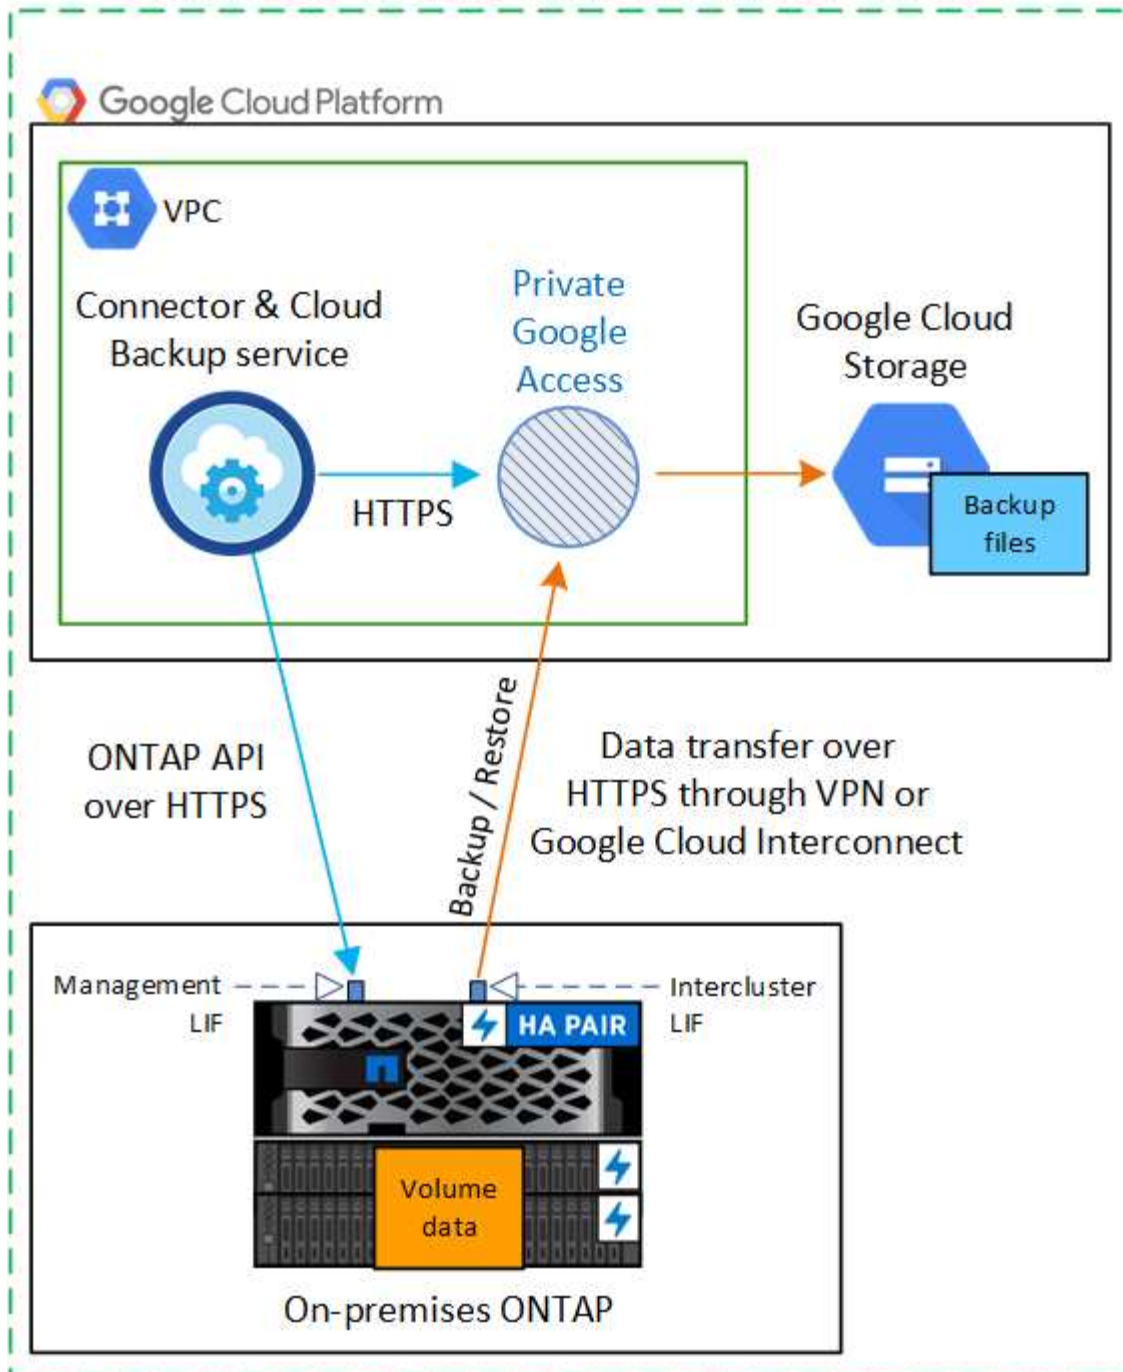 Google Cloud Platform
VPC
Connector & Cloud
Backup service
Private
Google
Access
Google Cloud
Storage
HTTPS
Backup
files
ONTAP API
over HTTPS
Backup / Restore
Data transfer over
HTTPS through VPN or
Google Cloud Interconnect
Management
LIF
Intercluster
LIF
HA PAIR
Volume
data
On-premises ONTAP